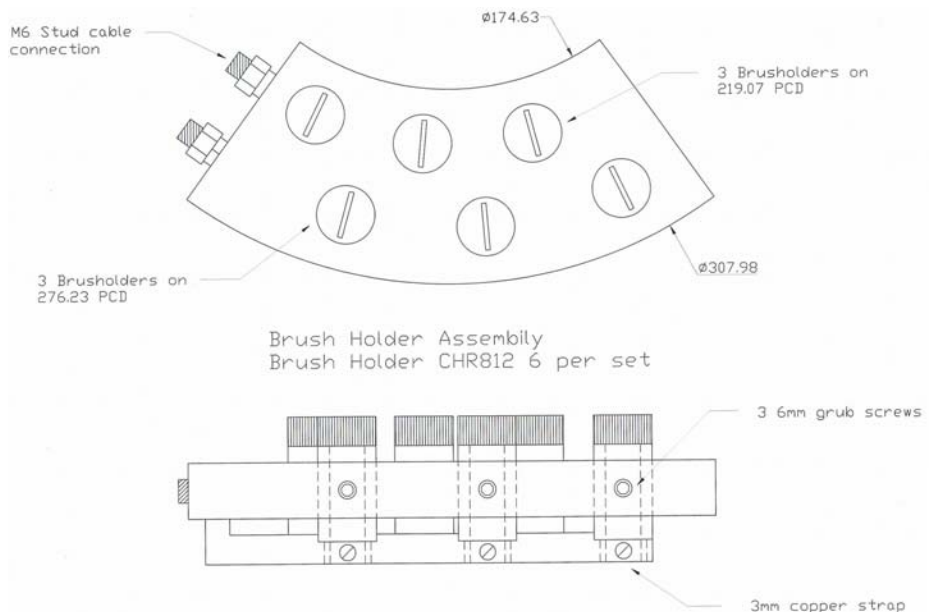 M6 Stud cable
connection
ø174.63
3 Brusholders on
219.07 PCD
3 Brusholders on
276.23 PCD
ø307.98
Brush Holder Assembily
Brush Holder CHR812 6 per set
3 6mm grub screws
3mm copper strap